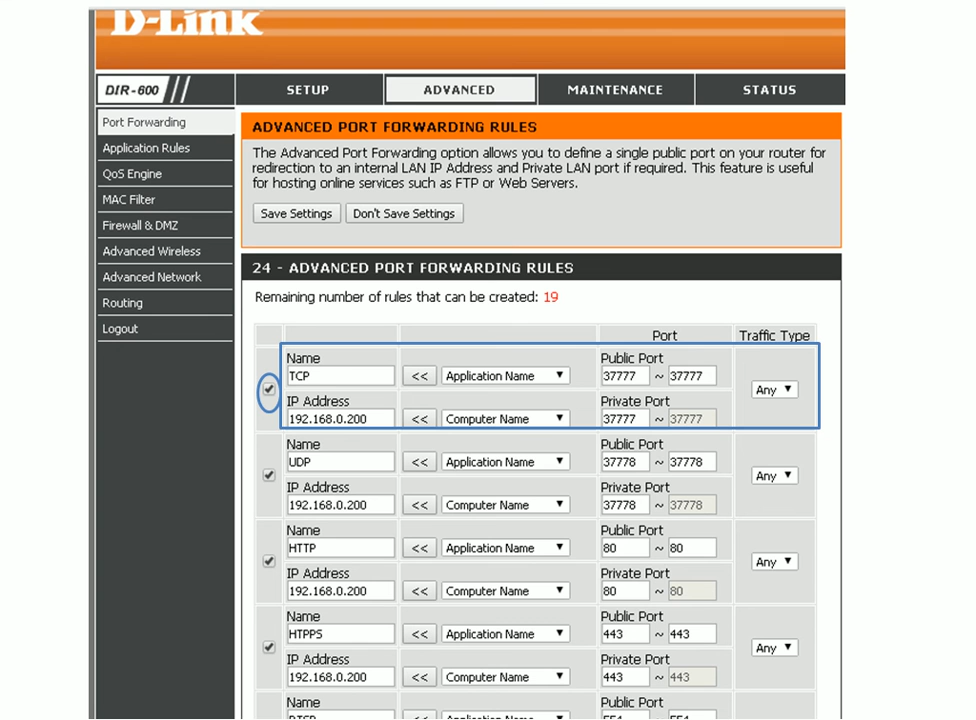 D-Link
DIR-600
SETUP ADVANCED MAINTENANCE STATUS
Port Forwarding
Application Rules
QoS Engine
MAC Filter
Firewall & DMZ
Advanced Wireless
Advanced Network
Routing
Logout
ADVANCED PORT FORWARDING RULES
The Advanced Port Forwarding option allows you to define a single public port on your router for
redirection to an internal LAN IP Address and Private LAN port if required. This feature is useful
for hosting online services such as FTP or Web Servers.
Save Settings Don't Save Settings
24 - ADVANCED PORT FORWARDING RULES
Remaining number of rules that can be created: 19
Port Traffic Type
Name Public Port
TCP << Application Name 37777 ~ 37777
Any
IP Address Private Port
192.168.0.200 << Computer Name 37777 ~ 37777
Name Public Port
UDP << Application Name 37778 ~ 37778
Any
IP Address Private Port
192.168.0.200 << Computer Name 37778 ~ 37778
Name Public Port
HTTP << Application Name 80 ~ 80
Any
IP Address Private Port
192.168.0.200 << Computer Name 80 ~ 80
Name Public Port
HTPPS << Application Name 443 ~ 443
Any
IP Address Private Port
192.168.0.200 << Computer Name 443 ~ 443
Name Public Port
<< Application Name